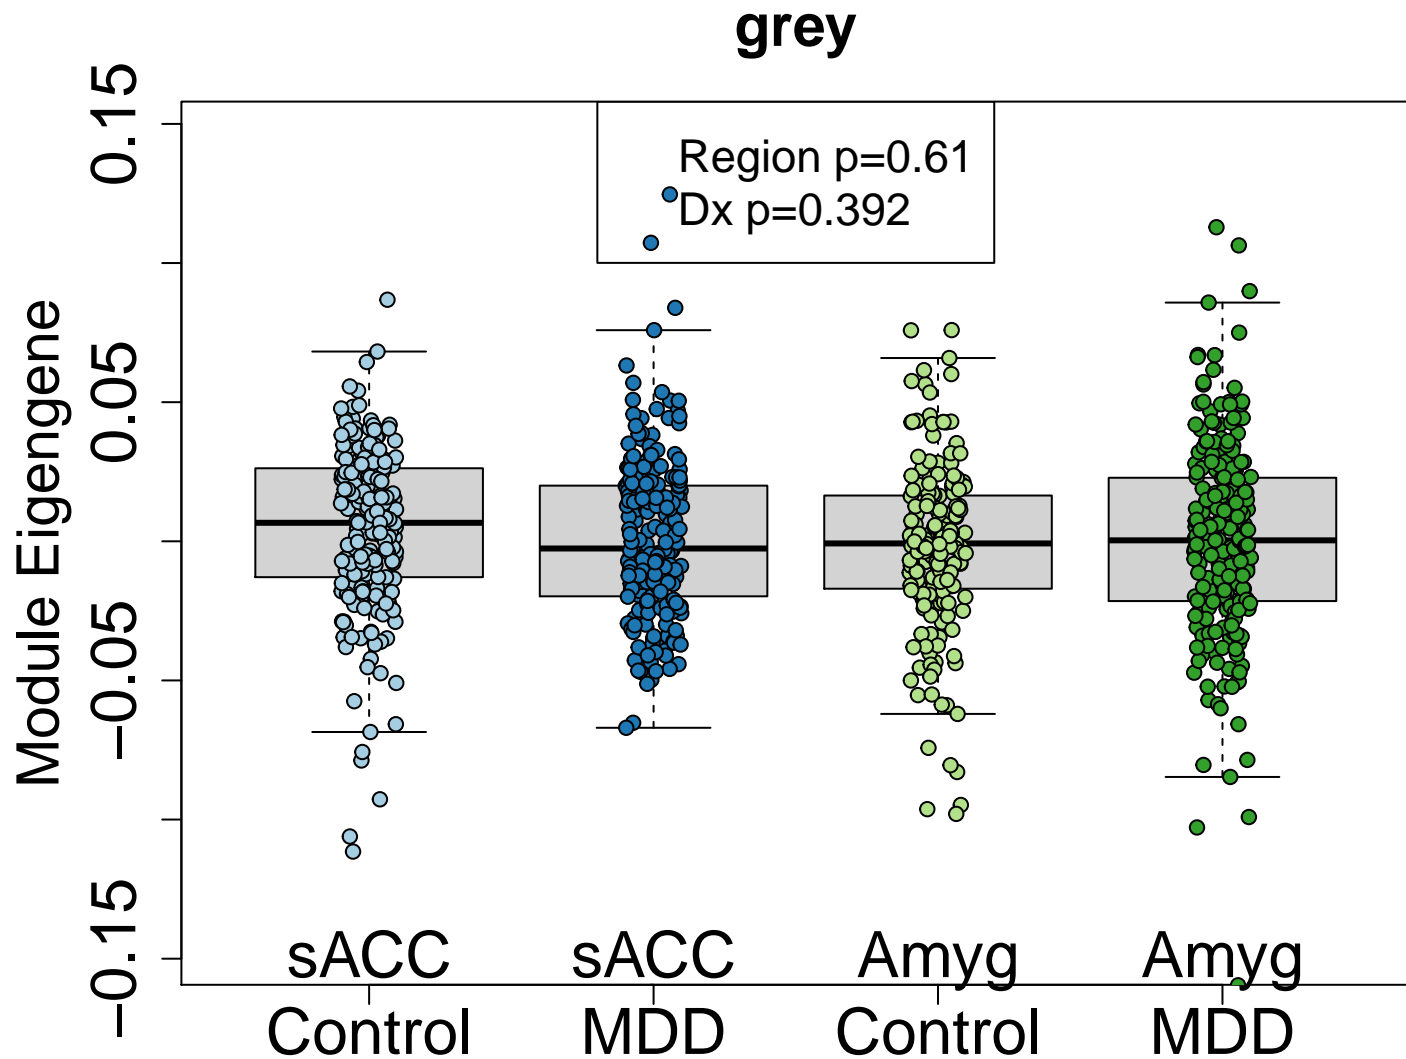 grey
Region p=0.61
Dx p=0.392
Module Eigengene
0.15
0.05
−0.05
−0.15
sACC
Control
sACC
MDD
Amyg
Control
Amyg
MDD